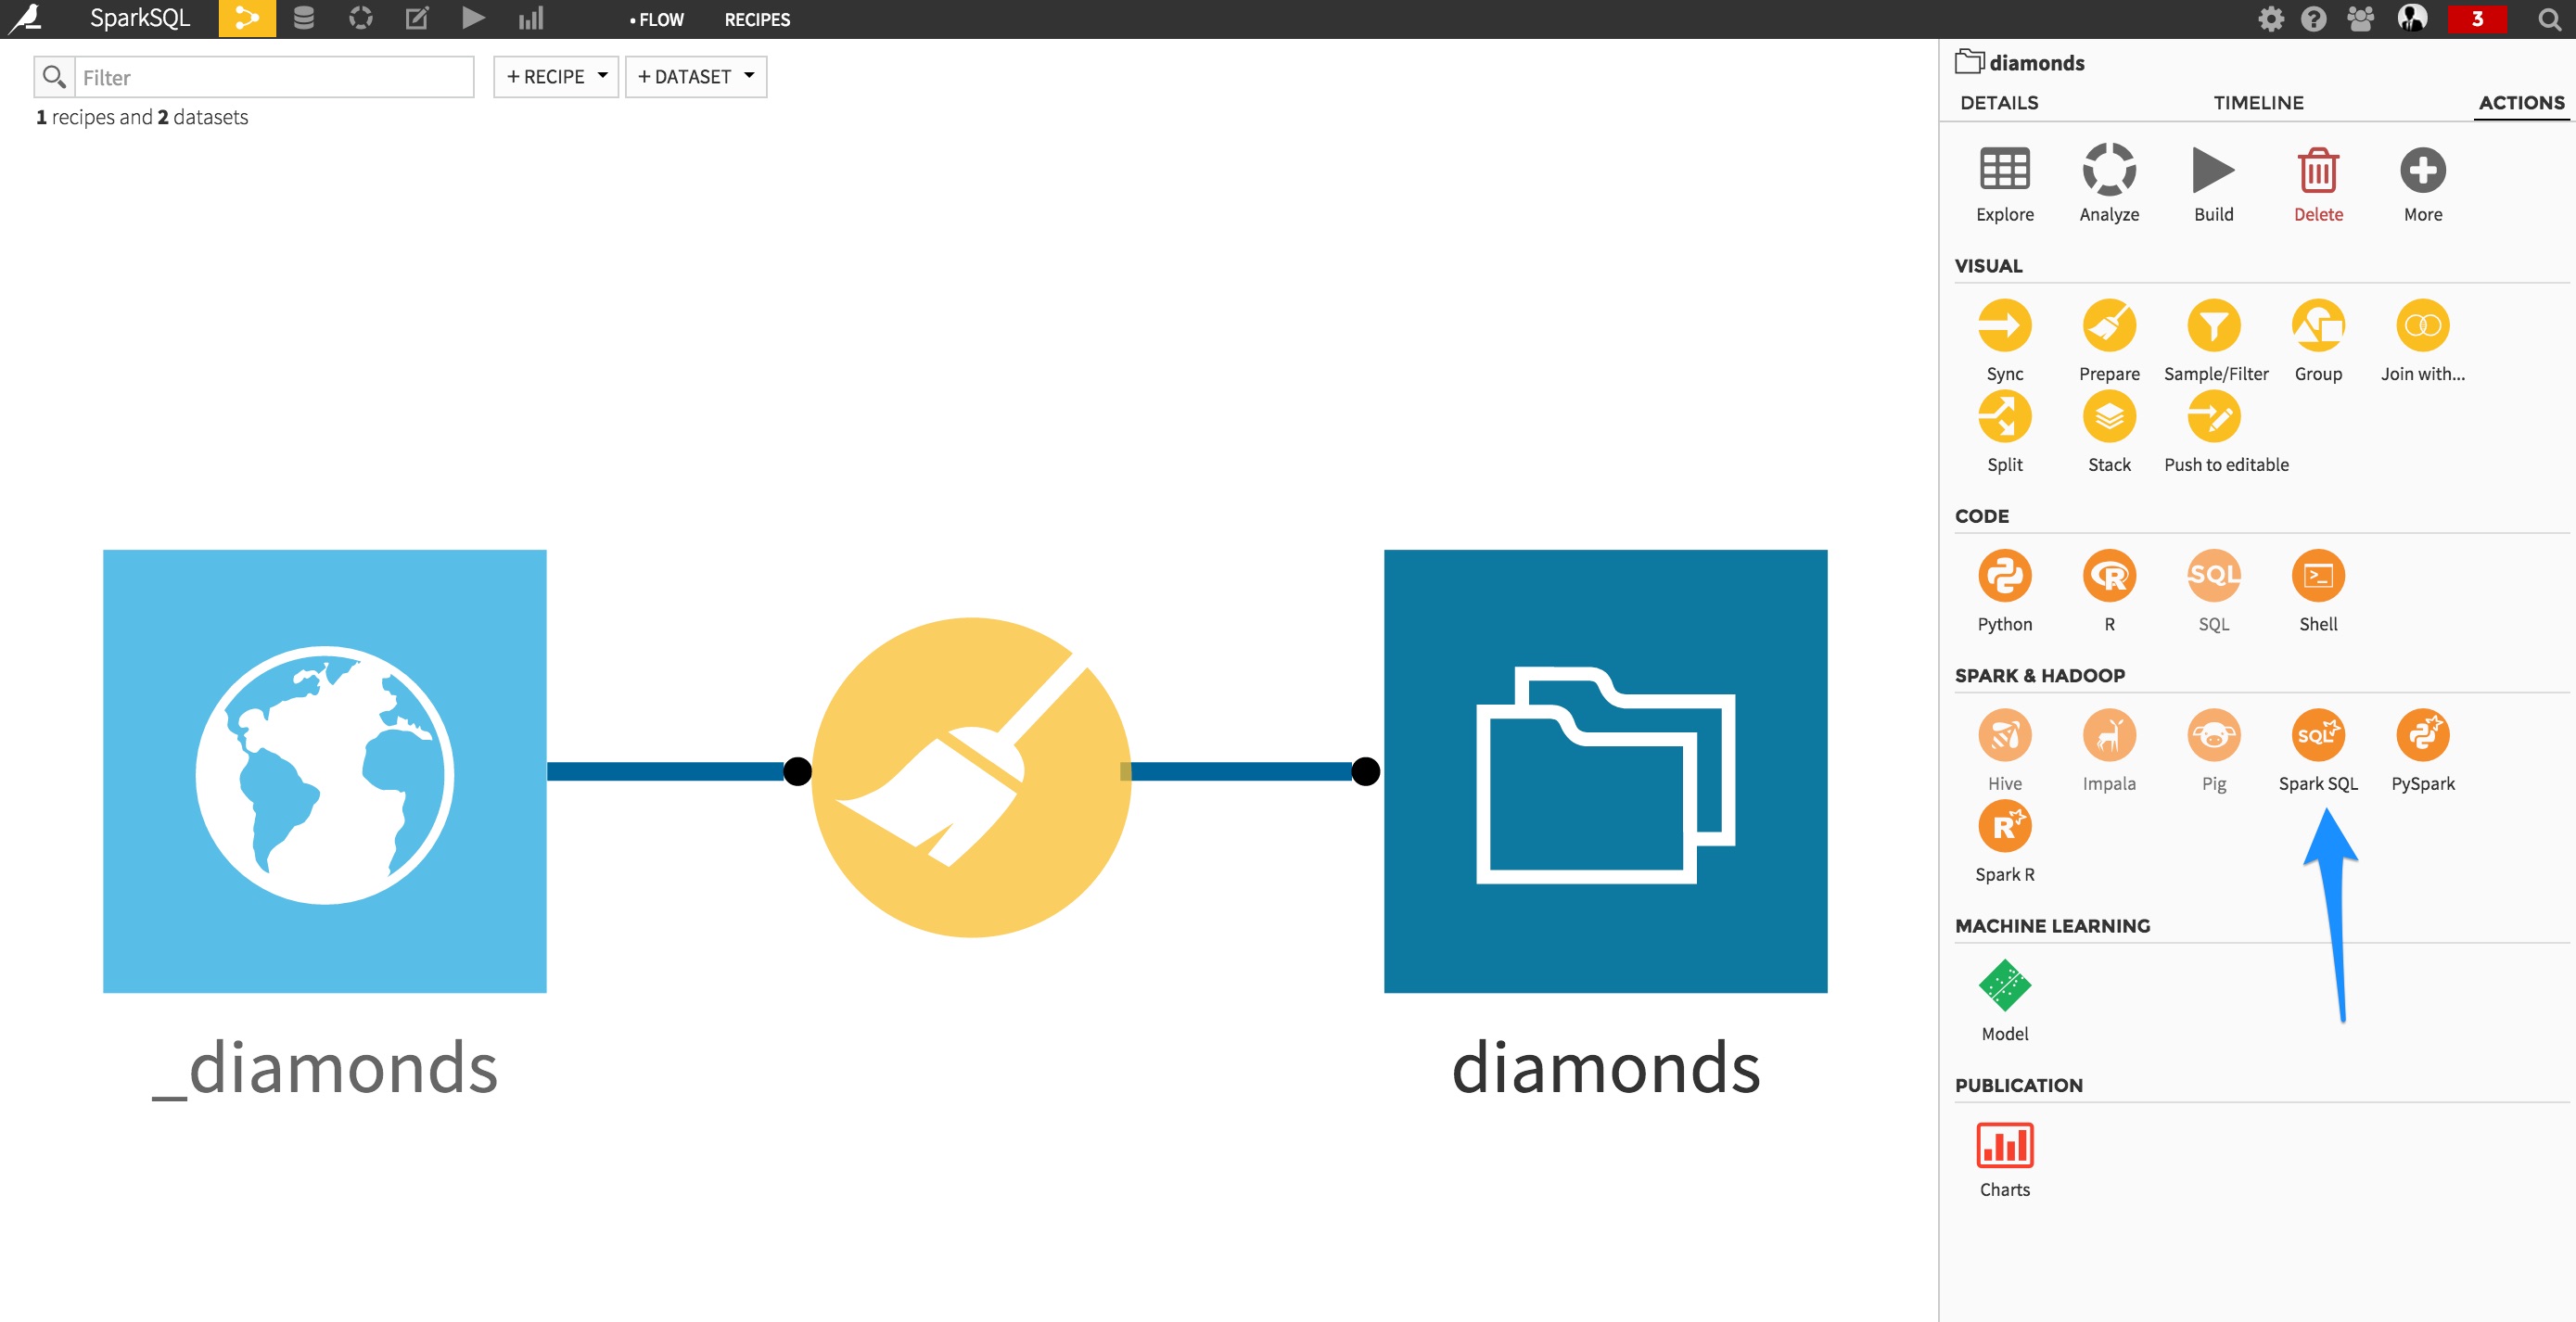 SparkSQL
• FLOW RECIPES
3
Filter
+ RECIPE + DATASET
1 recipes and 2 datasets
_diamonds
diamonds
diamonds
DETAILS TIMELINE ACTIONS
Explore Analyze Build Delete More
VISUAL
Sync Prepare Sample/Filter Group Join with...
Split Stack Push to editable
CODE
SQL
Python R SQL Shell
SPARK & HADOOP
SQL
Hive Impala Pig Spark SQL PySpark
R
Spark R
MACHINE LEARNING
Model
PUBLICATION
Charts